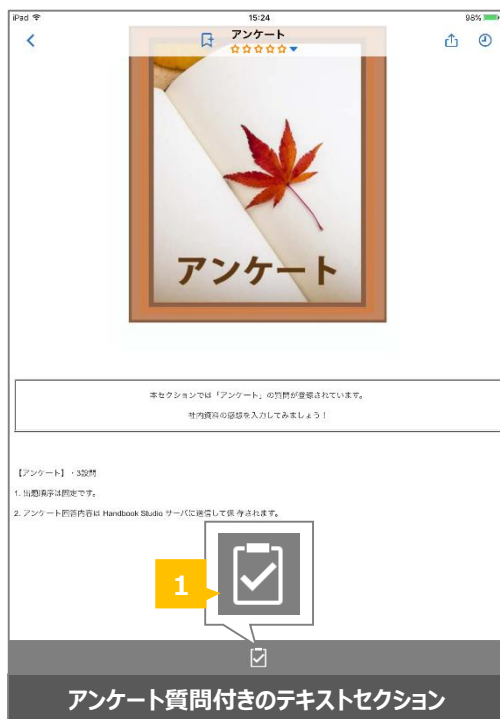 iPad 15:24 98%
アンケート
アンケート
本セクションでは「アンケート」の質問が登録されています。
社内資料の感想を入力してみましょう！
【アンケート】・3設問
1. 出題順序は固定です。
2. アンケート回答内容は Handbook Studio サーバに送信して保存されます。
1
アンケート質問付きのテキストセクション